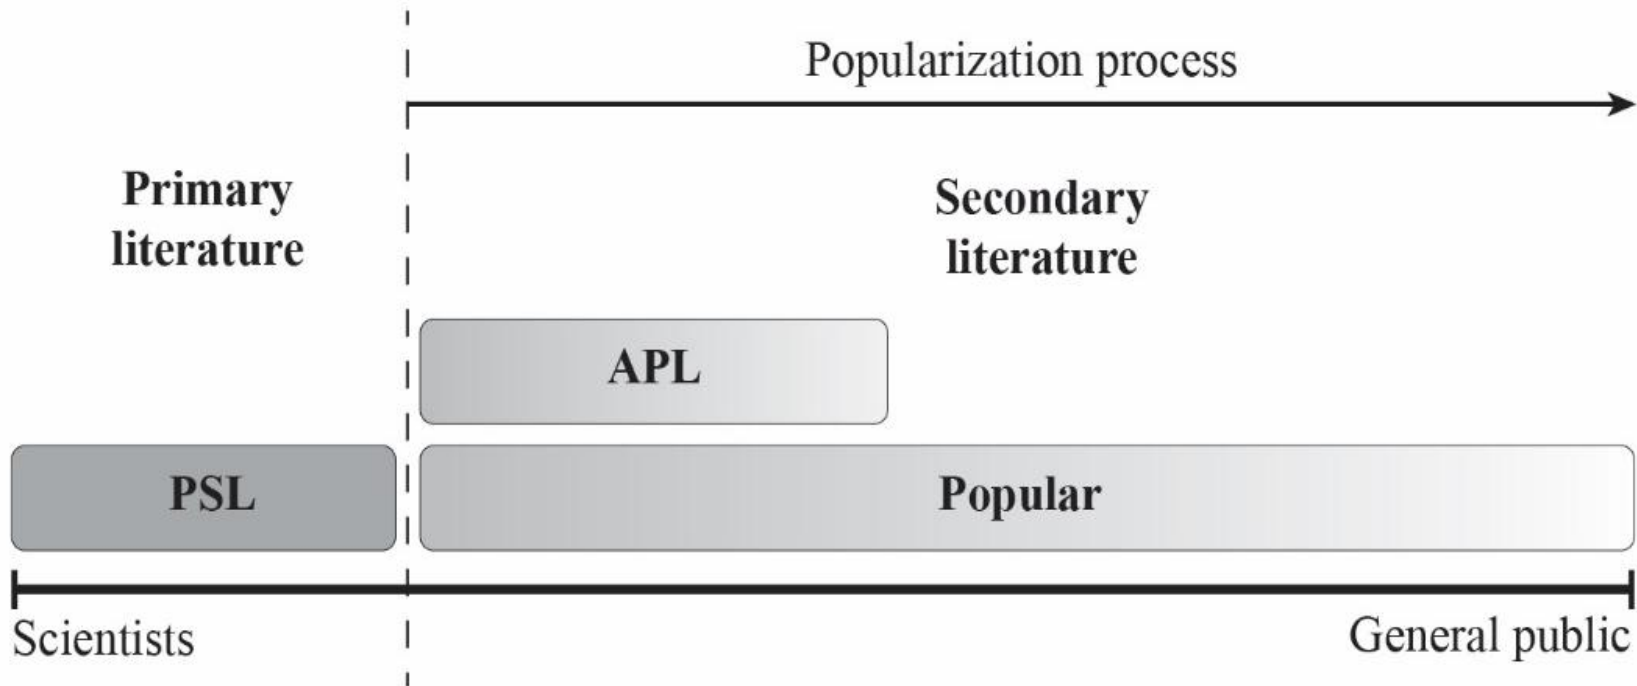 Popularization process
Primary
literature
Secondary
literature
APL
PSL
Popular
Scientists
General public